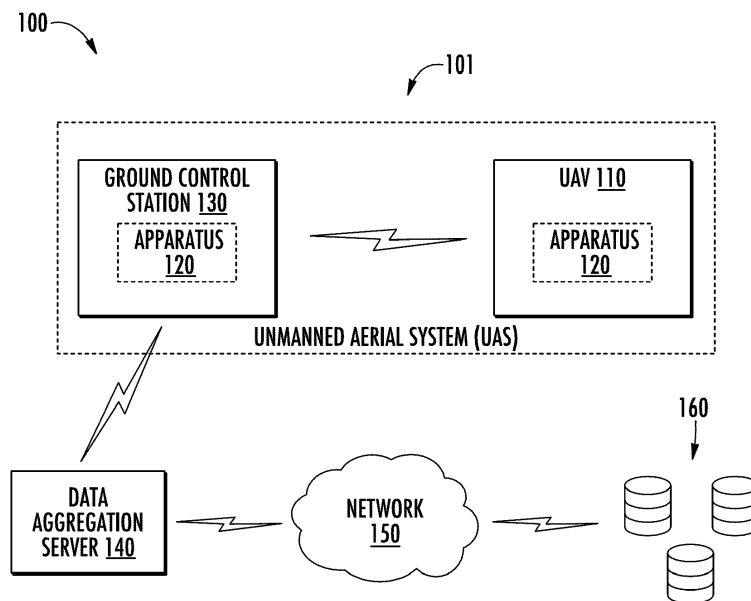 100
101
GROUND CONTROL
STATION 130
APPARATUS
120
UAV 110
APPARATUS
120
UNMANNED AERIAL SYSTEM (UAS)
160
DATA
AGGREGATION
SERVER 140
NETWORK
150